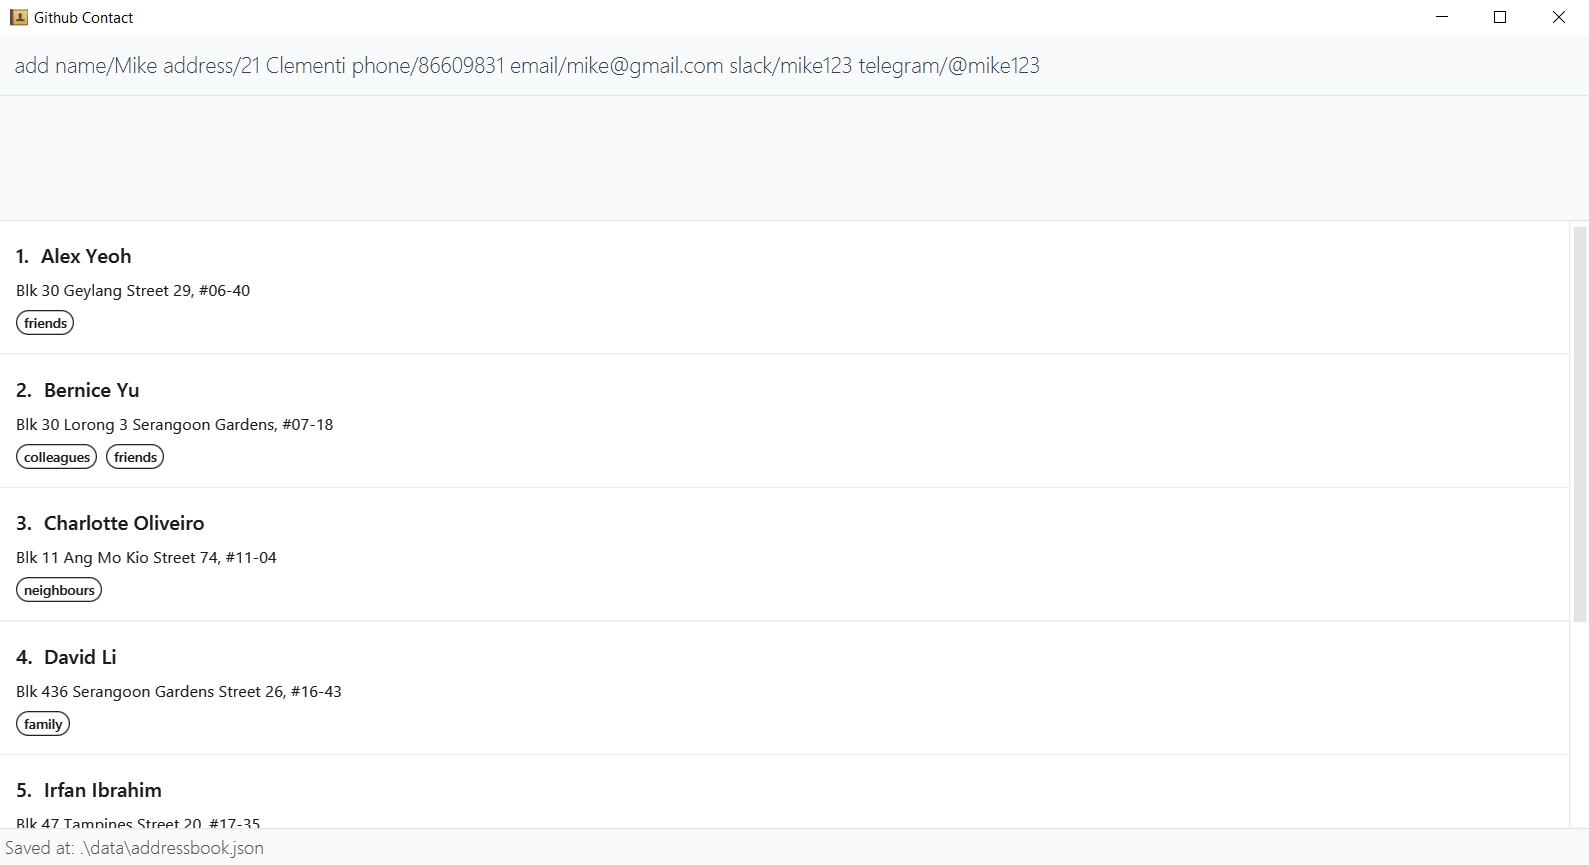 Github Contact
add name/Mike address/21 Clementi phone/86609831 email/mike@gmail.com slack/mike123 telegram/@mike123
1. Alex Yeoh
Blk 30 Geylang Street 29, #06-40
friends
2. Bernice Yu
Blk 30 Lorong 3 Serangoon Gardens, #07-18
colleagues friends
3. Charlotte Oliveiro
Blk 11 Ang Mo Kio Street 74, #11-04
neighbours
4. David Li
Blk 436 Serangoon Gardens Street 26, #16-43
family
5. Irfan Ibrahim
Blk 47 Tampines Street 20, #17-35
Saved at: .\data\addressbook.json